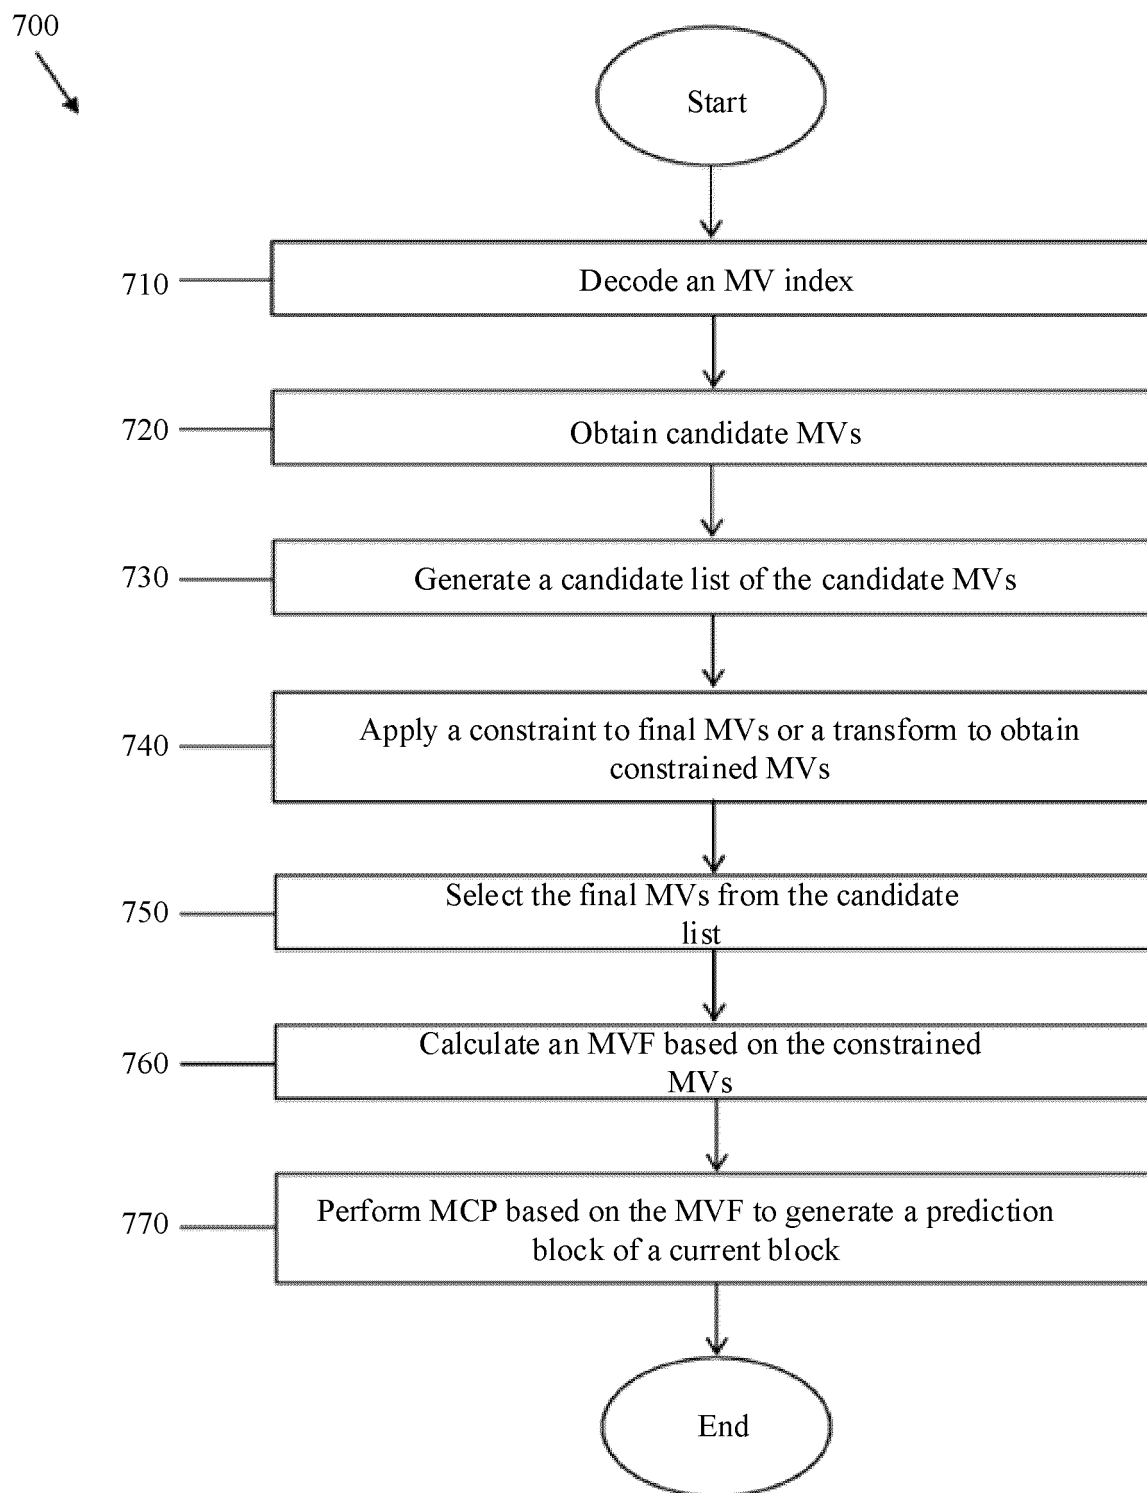 700
Start
710
Decode an MV index
720
Obtain candidate MVs
730
Generate a candidate list of the candidate MVs
740
Apply a constraint to final MVs or a transform to obtain
constrained MVs
750
Select the final MVs from the candidate
list
760
Calculate an MVF based on the constrained
MVs
770
Perform MCP based on the MVF to generate a prediction
block of a current block
End